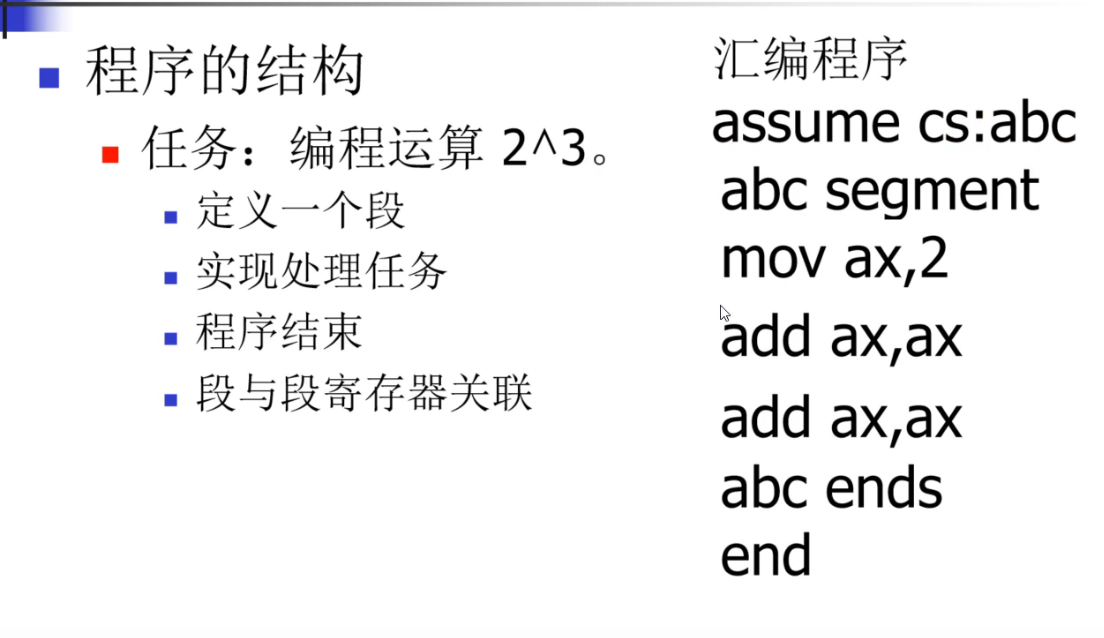 程序的结构
任务：编程运算 2^3。
定义一个段
实现处理任务
程序结束
段与段寄存器关联
汇编程序
assume cs:abc
abc segment
mov ax,2
add ax,ax
add ax,ax
abc ends
end